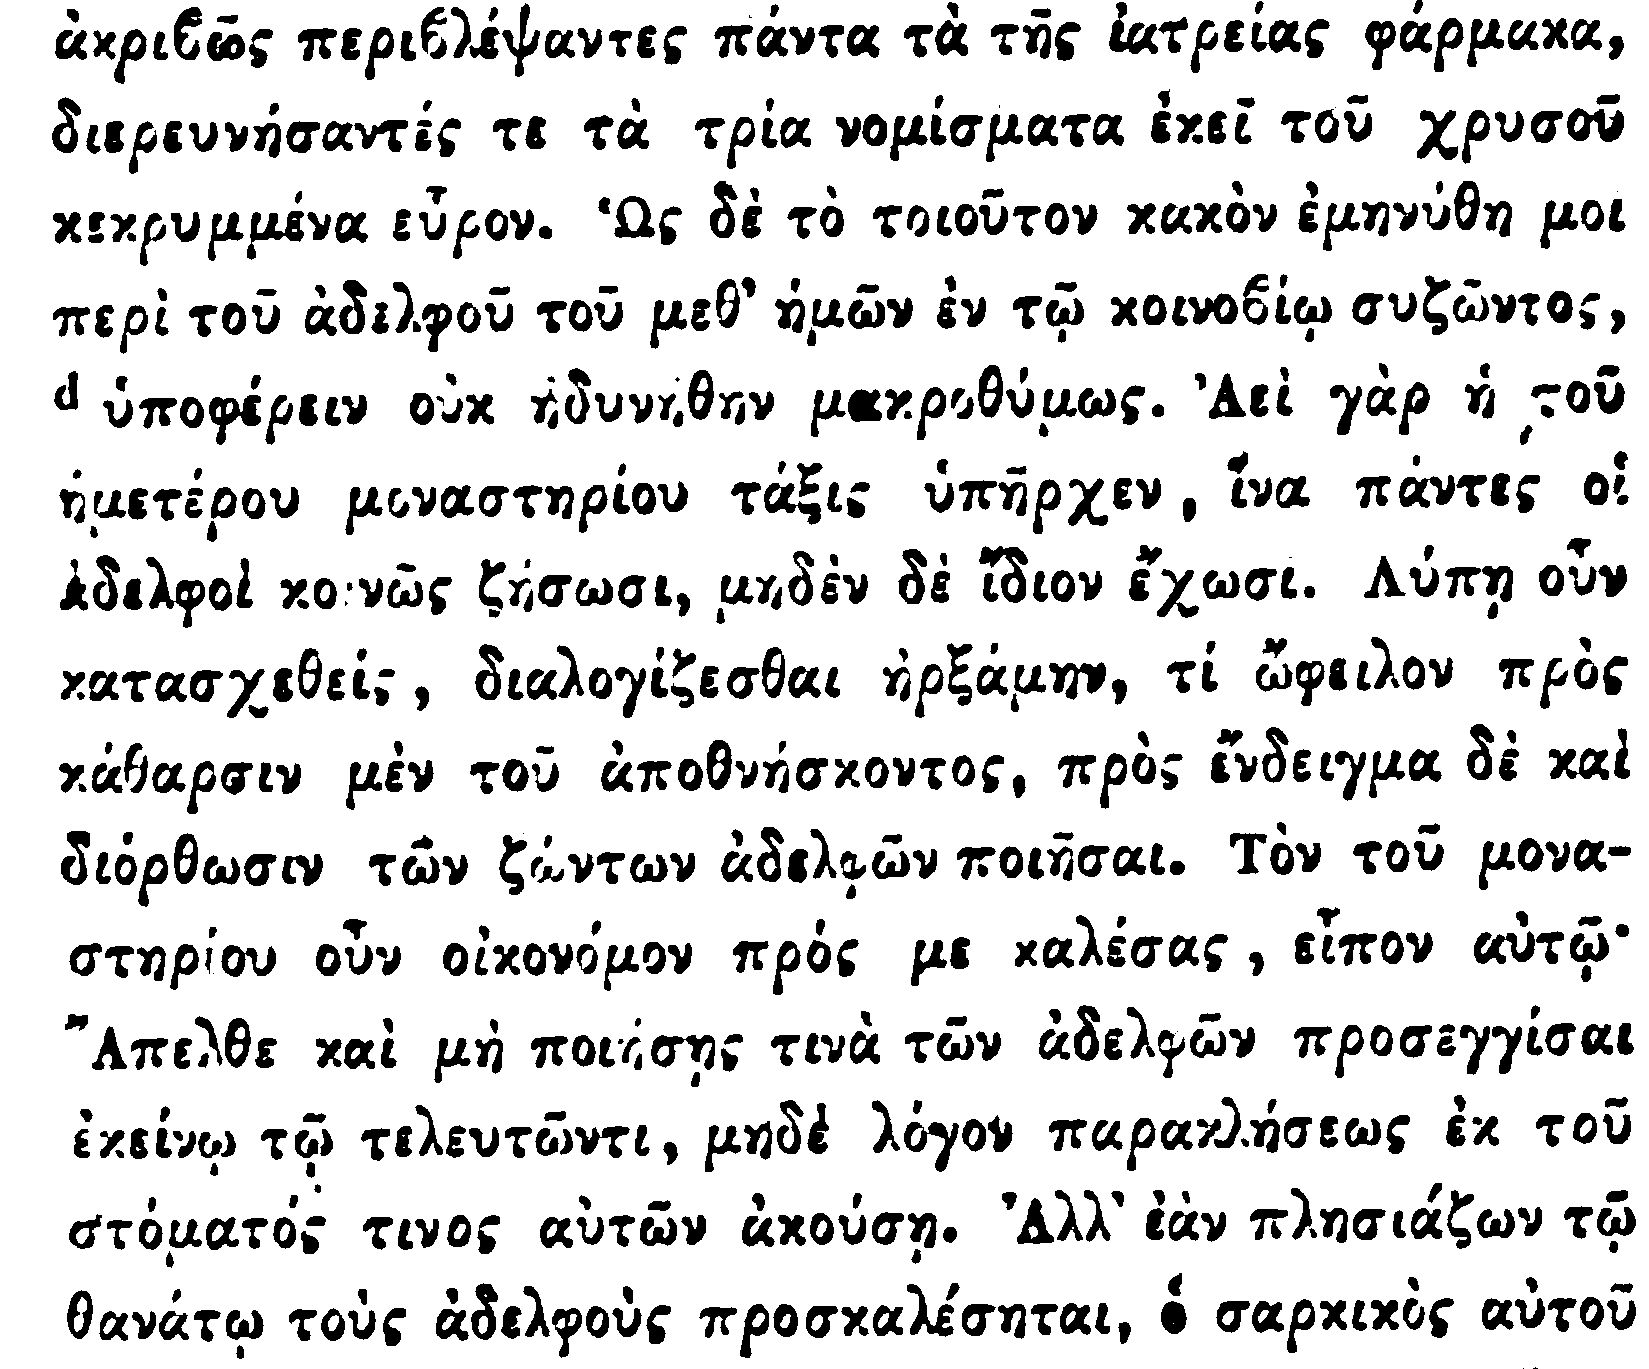 ἀκριβῶς περιβλέψαντες πάντα τὰ τῆς ἰατρείας φάρμακα,
διερευνήσαντές τε τὰ τρία νομίσματα ἐκεῖ τοῦ χρυσοῦ
κεκρυμμένα εὗρον. Ὡς δὲ τὸ τοιοῦτον κακὸν ἐμηνύθη μοι
περὶ τοῦ ἀδελφοῦ τοῦ μεθ’ ἡμῶν ἐν τῷ κοινοβίῳ συζῶντος,
d ὑποφέρειν οὐκ ἠδυνήθην μακροθύμως. Ἀεὶ γὰρ ἡ τοῦ
ἡμετέρου μοναστηρίου τάξις ὑπῆρχεν, ἵνα πάντες οἱ
ἀδελφοὶ κοινῶς ζήσωσι, μηδὲν δὲ ἴδιον ἔχωσι. Λύπῃ οὖν
κατασχεθείς, διαλογίζεσθαι ἠρξάμην, τί ὤφειλον πρὸς
κάθαρσιν μὲν τοῦ ἀποθνήσκοντος, πρὸς ἔνδειγμα δὲ καὶ
διόρθωσιν τῶν ζώντων ἀδελφῶν ποιῆσαι. Τὸν τοῦ μονα-
στηρίου οὖν οἰκονόμον πρός με καλέσας, εἶπον αὐτῷ·
Ἄπελθε καὶ μὴ ποιήσῃς τινὰ τῶν ἀδελφῶν προσεγγίσαι
ἐκείνῳ τῷ τελευτῶντι, μηδὲ λόγον παρακλήσεως ἐκ τοῦ
στόματός τινος αὐτῶν ἀκούσῃ. Ἀλλ’ ἐὰν πλησιάζων τῷ
θανάτῳ τοὺς ἀδελφοὺς προσκαλέσηται, ὁ σαρκικὸς αὐτοῦ